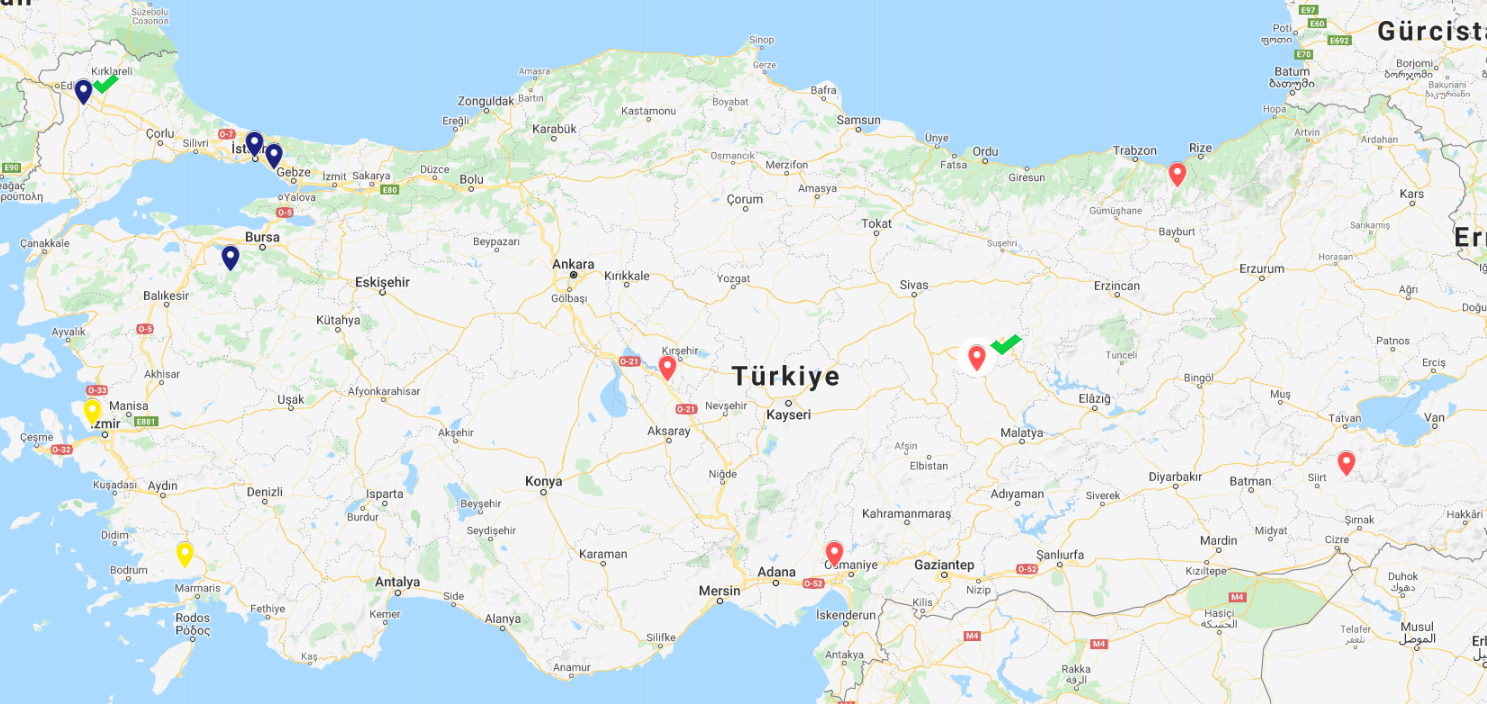 Süzebolu
Созопол
E97
Poti
ფოთი
E60
E692
Gürcista
E70
Kırklareli
Sinop
Gerze
Batum
ბათუმი
Borjomi
ბორჯომი
Bakuriani
ბაკურიანი
Edi
Amasra
Bartın
Zonguldak
Bafra
Hopa
Boyabat
Kastamonu
Samsun
Artvin
Ardahan
Çorlu
O-7
Silivri
Ereğli
Karabük
Ünye
Ordu
Fatsa
Trabzon
Rize
İst
Osmancık
Merzifon
Giresun
E90
Gebze
İzmit
Sakarya
Düzce
Bolu
E80
Amasya
Kars
Yalova
O-5
Çorum
Gümüşhane
Tokat
Bayburt
Sarıkamış
Çanakkale
Bursa
Beypazarı
Suşehri
Horasan
Ankara
Kırıkkale
Yozgat
Erzurum
Balıkesir
Eskişehir
Gölbaşı
Sivas
Erzincan
Ağrı
Doğu
Kütahya
Ayvalık
O-5
Patnos
Kırşehir
O-21
Tunceli
Erciş
Akhisar
Türkiye
Bingöl
O-33
Afyonkarahisar
Uşak
Manisa
O-21
Nevşehir
Kayseri
Elâzığ
Muş
Tatvan
Van
İzmir
E881
Çeşme
O-32
Akşehir
Aksaray
Malatya
Afşin
Elbistan
Niğde
Konya
Diyarbakır
Batman
Siirt
Kuşadası
Aydın
Denizli
Isparta
Burdur
Beyşehir
Adıyaman
Siverek
Kahramanmaraş
Şırnak
Hakkâri
Didim
Seydişehir
Midyat
Mardin
Cizre
Karaman
Şanlıurfa
Bodrum
Adana
Osmaniye
Gaziantep
O-52
O-52
Kızıltepe
Marmaris
Antalya
Mersin
Nizip
Duhok
دهوك
M4
Fethiye
Side
Kilis
Rodos
Ρόδος
Kemer
Alanya
İskenderun
Hasiçi
الحسكة
Musul
الموصل
Telafer
تلعفر
Silifke
M4
M4
Kaş
Anamur
Antakya
Rakka
الرقة